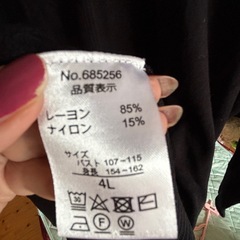 No.685256
品質表示
レーヨン 85%
ナイロン 15%
サイズ
バスト 107-115
身長 154-162
4L